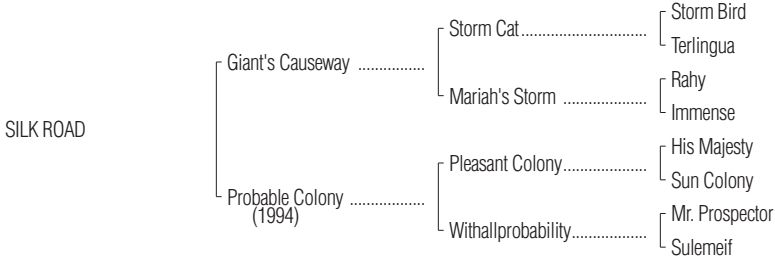 Storm Bird
Storm Cat..............................
Terlingua
Giant's Causeway ................
Rahy
Mariah's Storm ....................
Immense
SILK ROAD
His Majesty
Pleasant Colony....................
Sun Colony
Probable Colony ..................
(1994)
Mr. Prospector
Withallprobability..................
Sulemeif